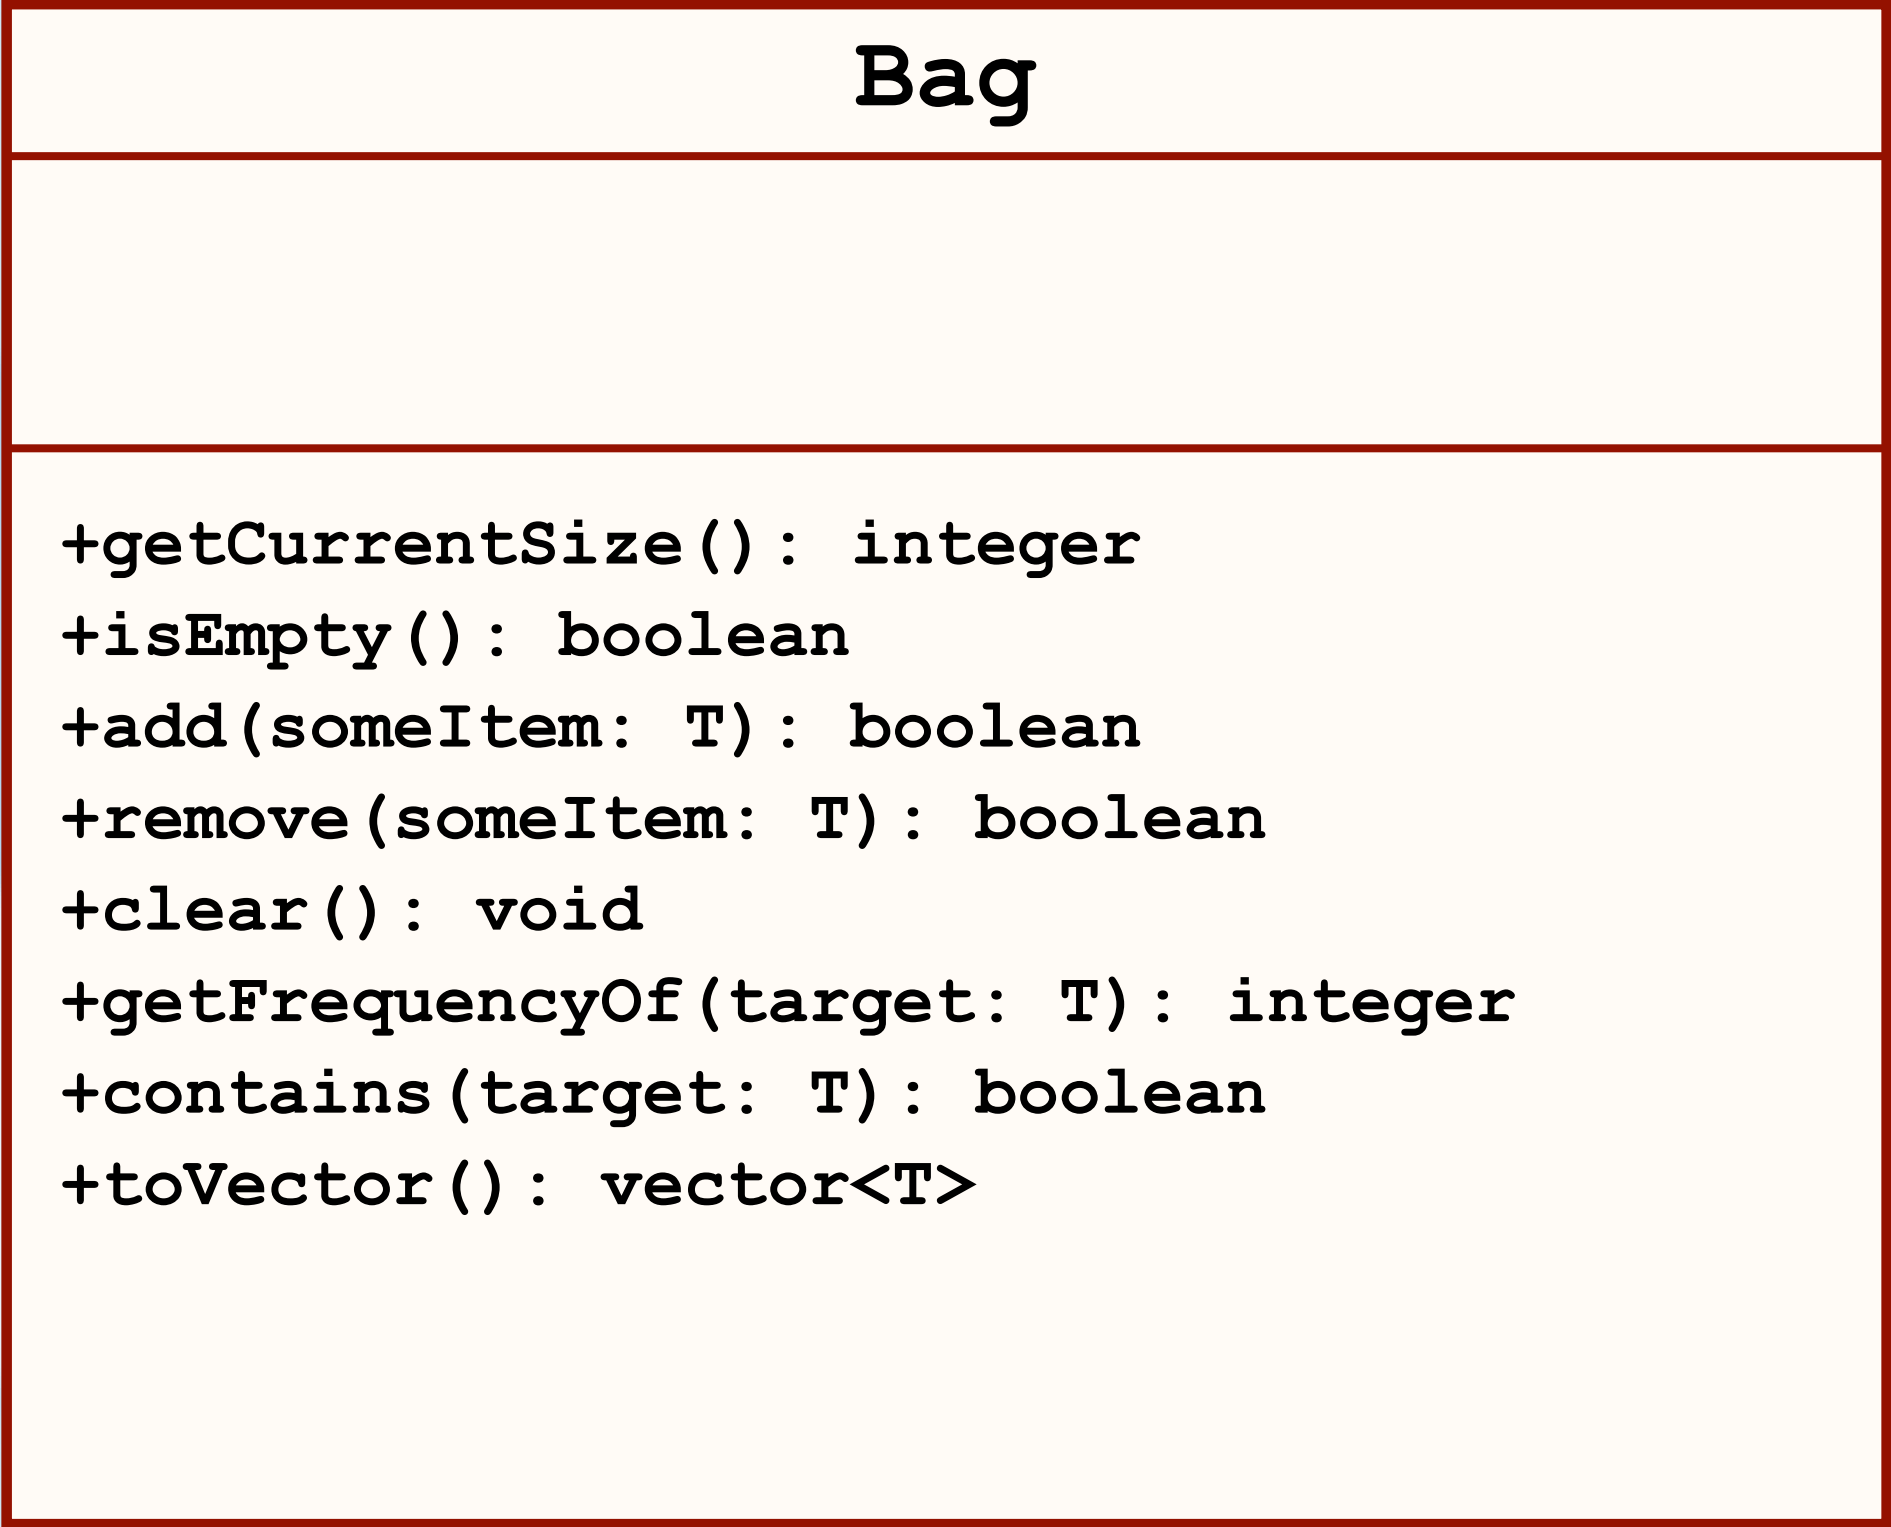 Bag
+getCurrentSize(): integer
+isEmpty(): boolean
+add(someItem: T): boolean
+remove(someItem: T): boolean
+clear(): void
+getFrequencyOf(target: T): integer
+contains(target: T): boolean
+toVector(): vector<T>